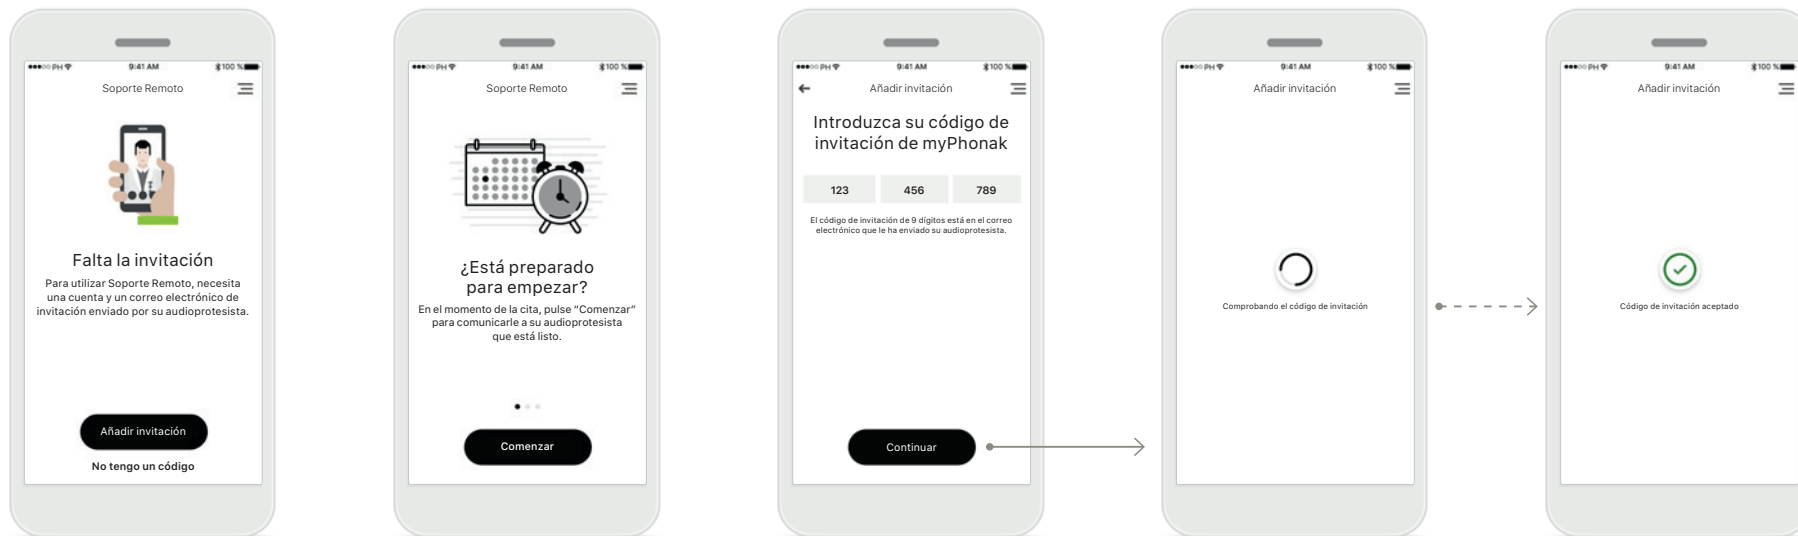 PH 9:41 AM 100 %
Soporte Remoto
Falta la invitación
Para utilizar Soporte Remoto, necesita
una cuenta y un correo electrónico de
invitación enviado por su audioprotesista.
Añadir invitación
No tengo un código
PH 9:41 AM 100 %
Soporte Remoto
¿Está preparado
para empezar?
En el momento de la cita, pulse “Comenzar”
para comunicarle a su audioprotesista
que está listo.
Comenzar
PH 9:41 AM 100 %
Añadir invitación
Introduzca su código de
invitación de myPhonak
123 456 789
El código de invitación de 9 dígitos está en el correo
electrónico que le ha enviado su audioprotesista.
Continuar
PH 9:41 AM 100 %
Añadir invitación
Comprobando el código de invitación
PH 9:41 AM 100 %
Añadir invitación
Código de invitación aceptado